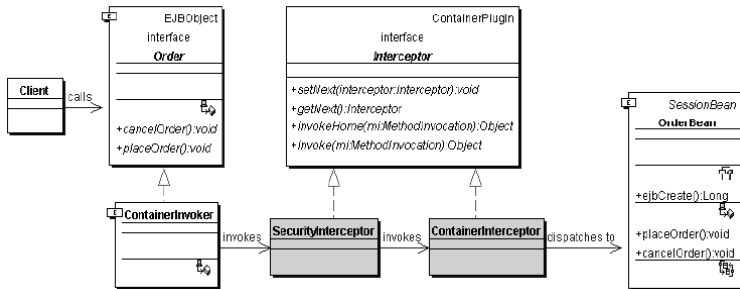 EJBObject
interface
Order
+cancelOrder():void
+placeOrder():void
ContainerPlugin
interface
Interceptor
+setNext(interceptor:Interceptor):void
+getNext():Interceptor
+invokeHome(mi:MethodInvocation):Object
+invoke(mi:MethodInvocation):Object
Client
calls
SessionBean
OrderBean
+ejbCreate():Long
+placeOrder():void
+cancelOrder():void
ContainerInvoker
invokes
SecurityInterceptor
invokes
ContainerInterceptor
dispatches to